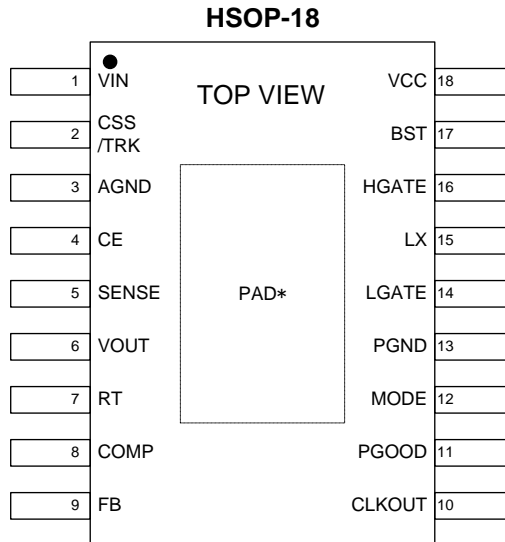 HSOP-18
TOP VIEW
1 VIN
2 CSS
/TRK
3 AGND
4 CE
5 SENSE
6 VOUT
7 RT
8 COMP
9 FB
PAD*
VCC 18
BST 17
HGATE 16
LX 15
LGATE 14
PGND 13
MODE 12
PGOOD 11
CLKOUT 10